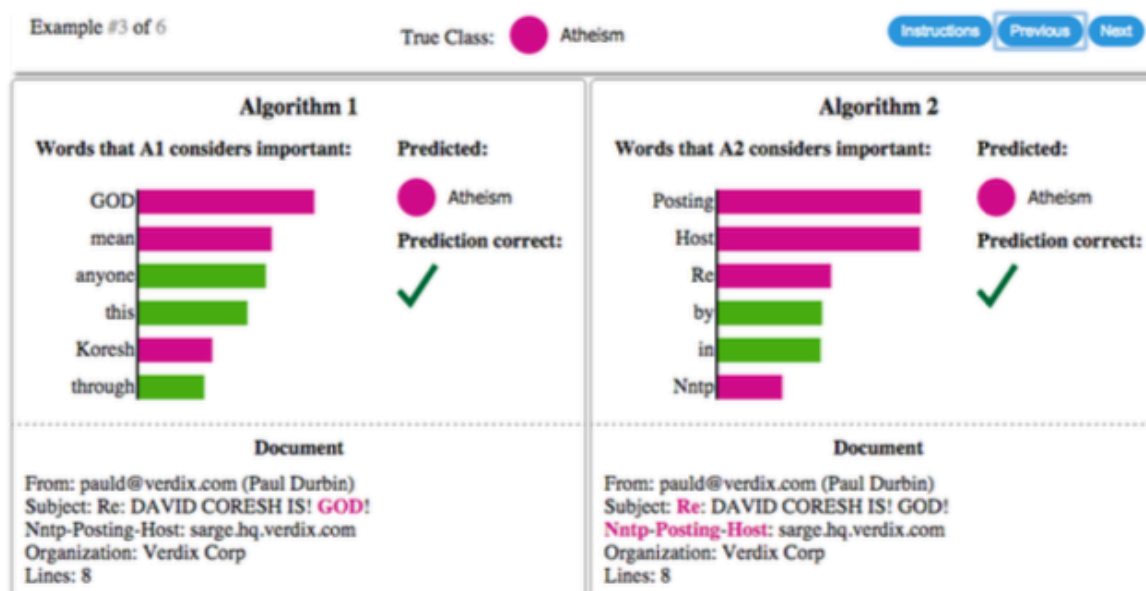 Example #3 of 6
True Class: Atheism
Instructions Previous Next
Algorithm 1
Words that A1 considers important:
Predicted:
GOD
mean
anyone
this
Koresh
through
Atheism
Prediction correct:
Document
From: pauld@verdix.com (Paul Durbin)
Subject: Re: DAVID CORESH IS! GOD!
Nntp-Posting-Host: sarge.hq.verdix.com
Organization: Verdix Corp
Lines: 8
Algorithm 2
Words that A2 considers important:
Predicted:
Posting
Host
Re
by
in
Nntp
Atheism
Prediction correct:
Document
From: pauld@verdix.com (Paul Durbin)
Subject: Re: DAVID CORESH IS! GOD!
Nntp-Posting-Host: sarge.hq.verdix.com
Organization: Verdix Corp
Lines: 8